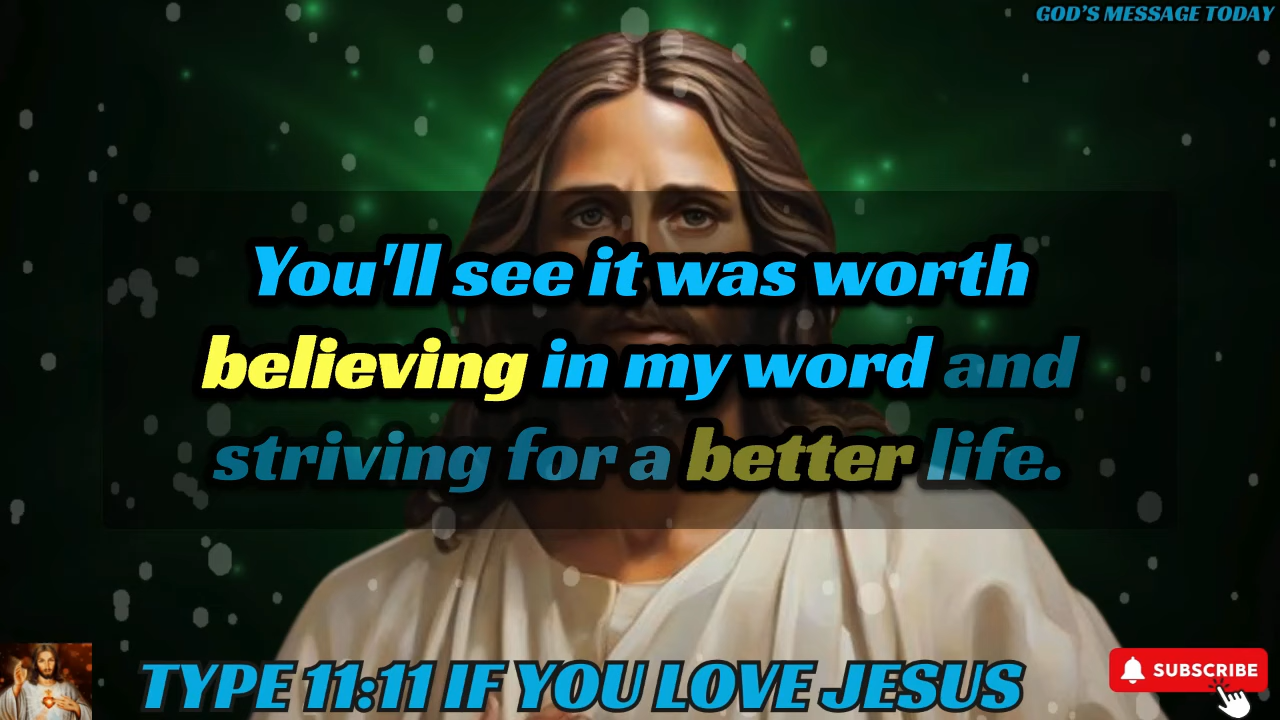 GOD'S MESSAGE TODAY
You'll see it was worth
believing in my word and
striving for a better life.
TYPE 11:11 IF YOU LOVE JESUS
SUBSCRIBE